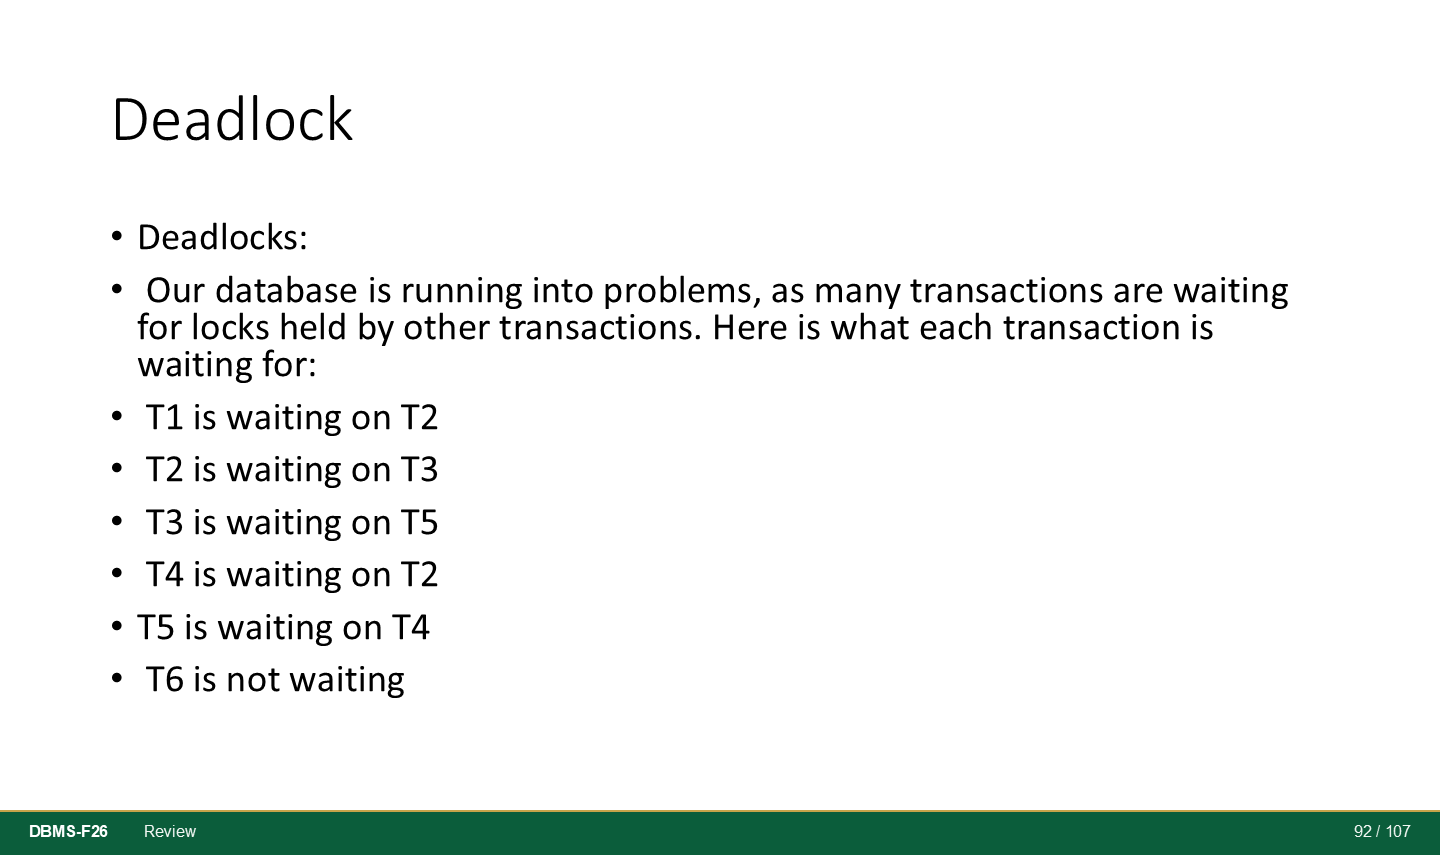 Deadlock
• Deadlocks:
• Our database is running into problems, as many transactions are waiting
for locks held by other transactions. Here is what each transaction is
waiting for:
• T1 is waiting on T2
• T2 is waiting on T3
• T3 is waiting on T5
• T4 is waiting on T2
• T5 is waiting on T4
• T6 is not waiting
DBMS-F26 Review 92 / 107